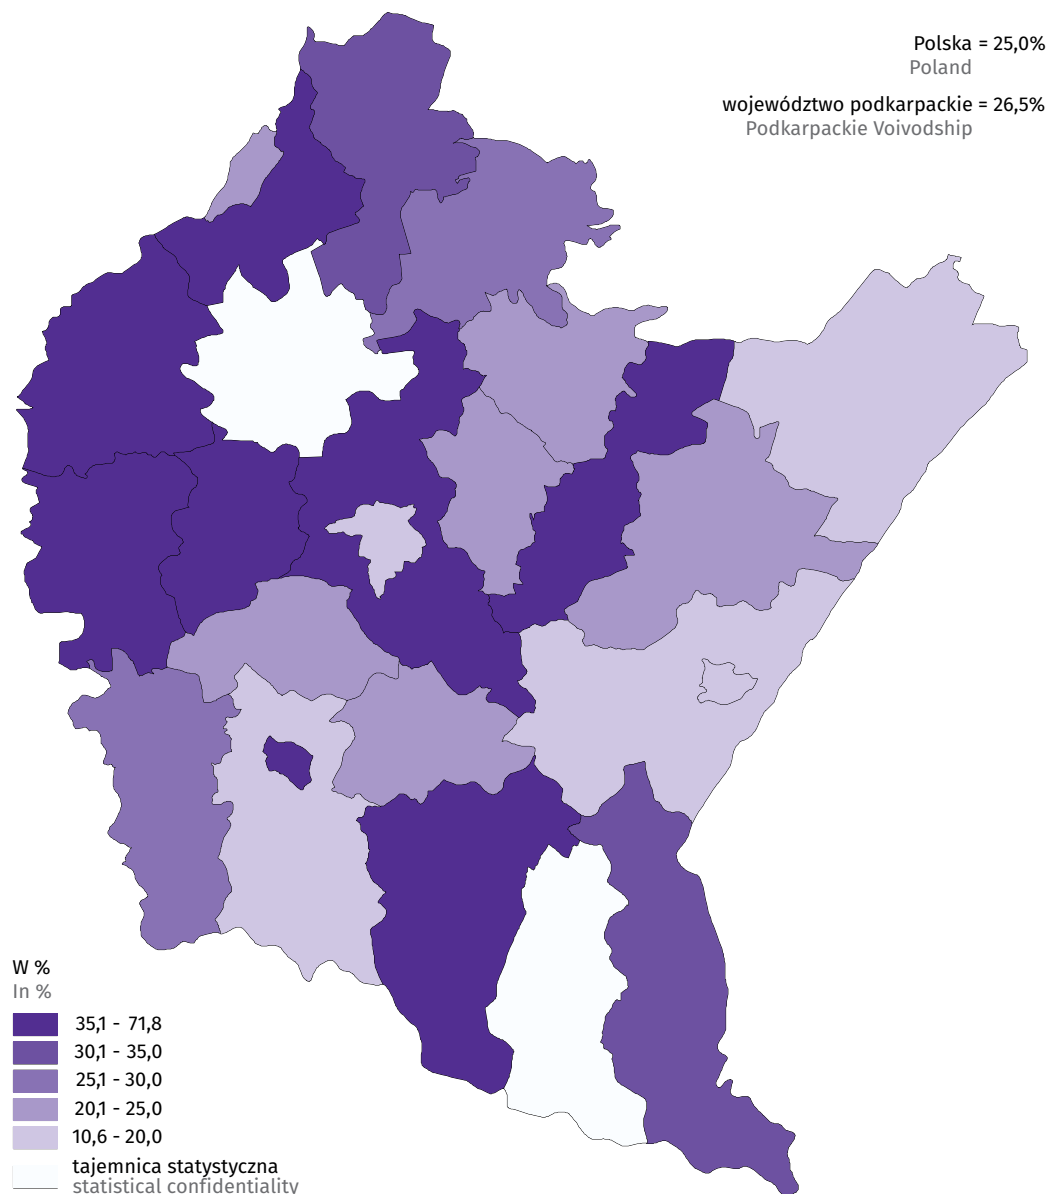 Polska = 25,0%
Poland
województwo podkarpackie = 26,5%
Podkarpackie Voivodship
W %
In %
35,1 - 71,8
30,1 - 35,0
25,1 - 30,0
20,1 - 25,0
10,6 - 20,0
tajemnica statystyczna
statistical confidentiality